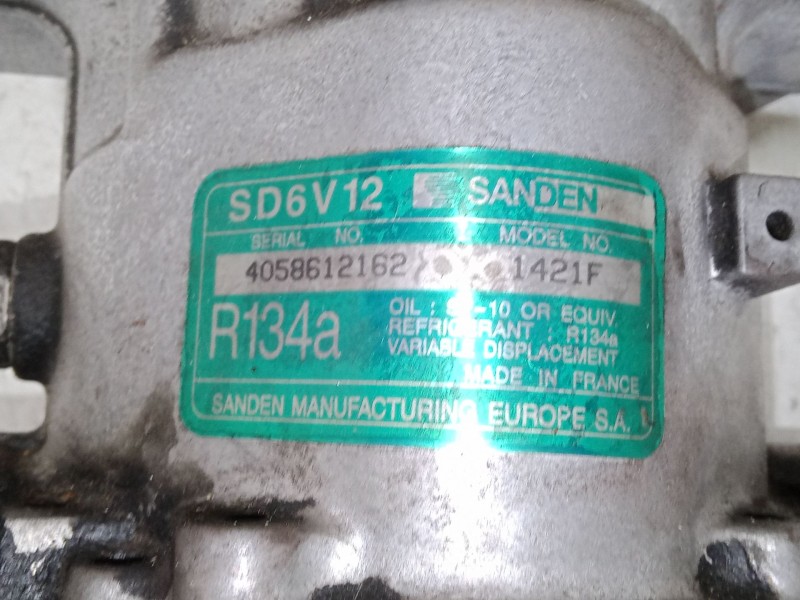 SD6V12 SANDEN
SERIAL NO. MODEL NO.
4058612162 1421F
R134a
OIL : -10 OR EQUIV.
REFRIGERANT : R134a
VARIABLE DISPLACEMENT
MADE IN FRANCE
SANDEN MANUFACTURING EUROPE S.A.